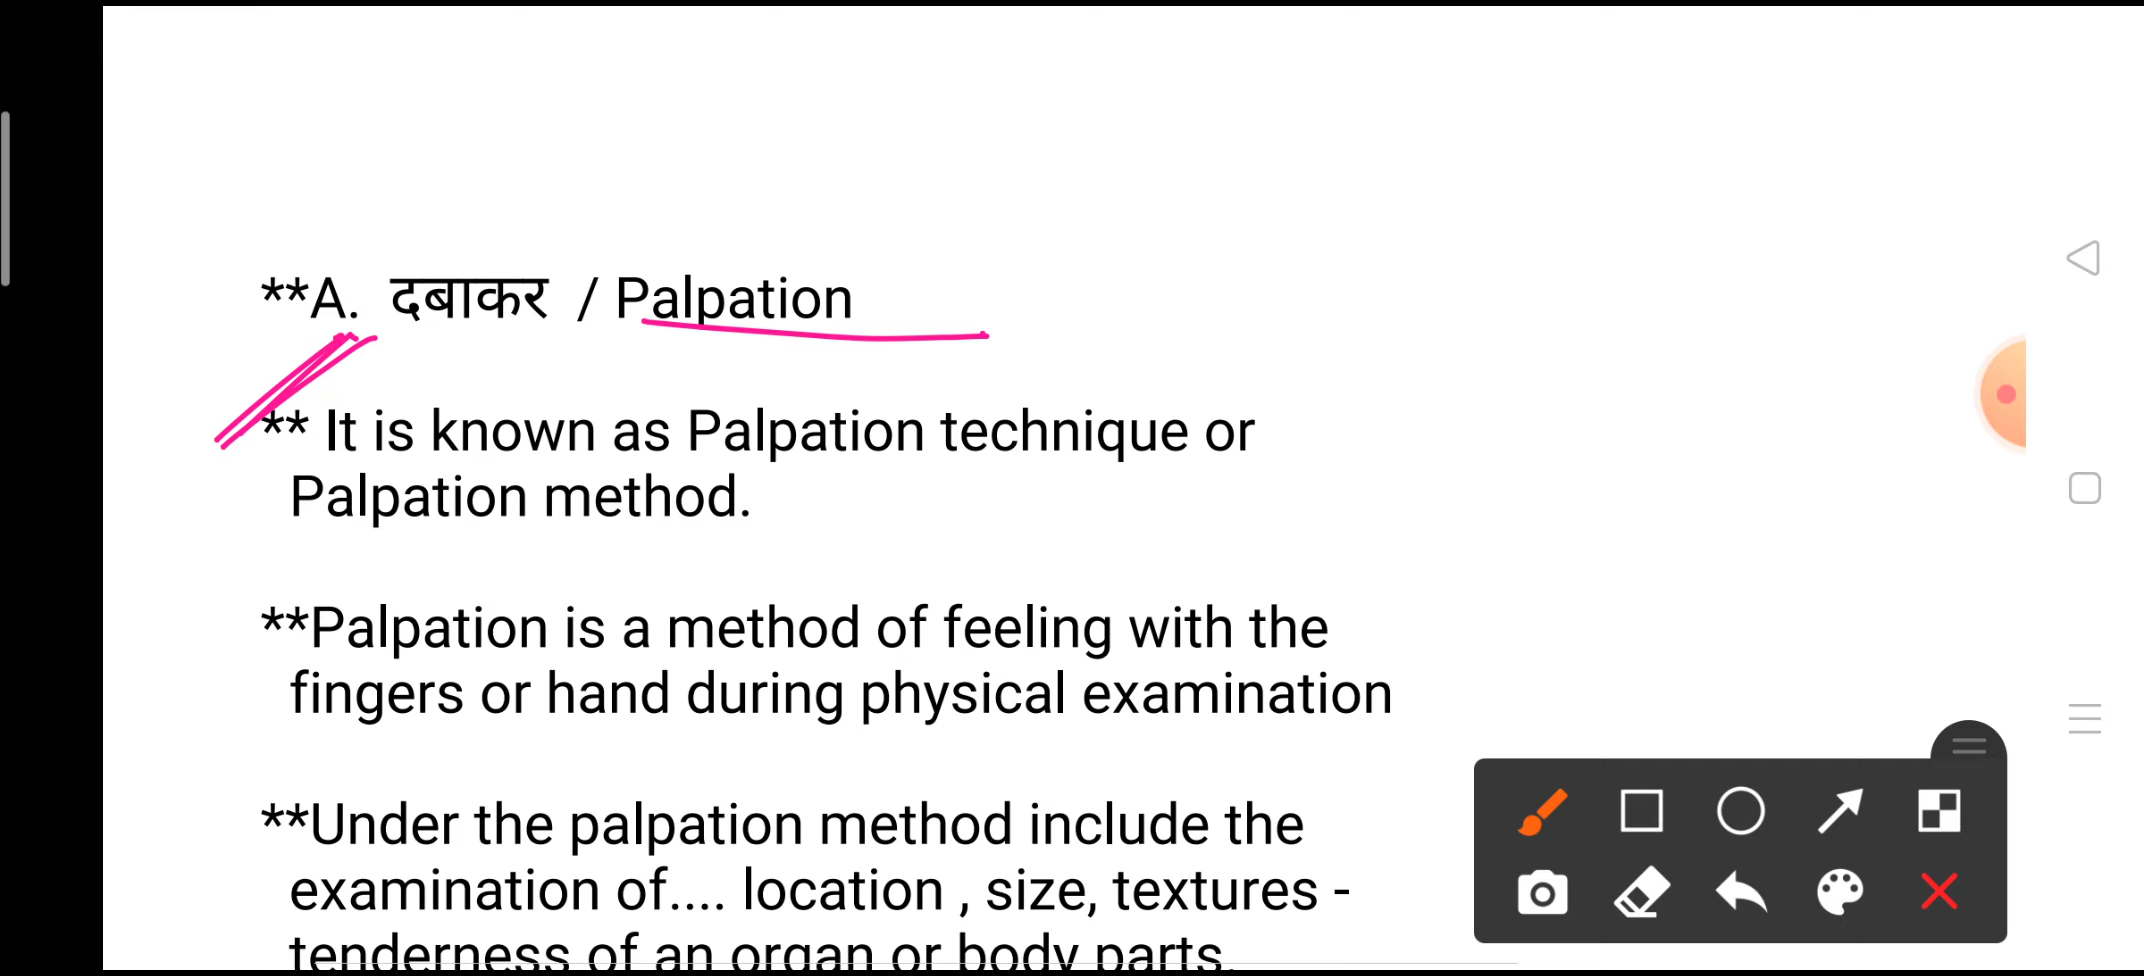 **A. दबाकर / Palpation
** It is known as Palpation technique or
Palpation method.
**Palpation is a method of feeling with the
fingers or hand during physical examination
**Under the palpation method include the
examination of.... location , size, textures -
tenderness of an organ or body parts.